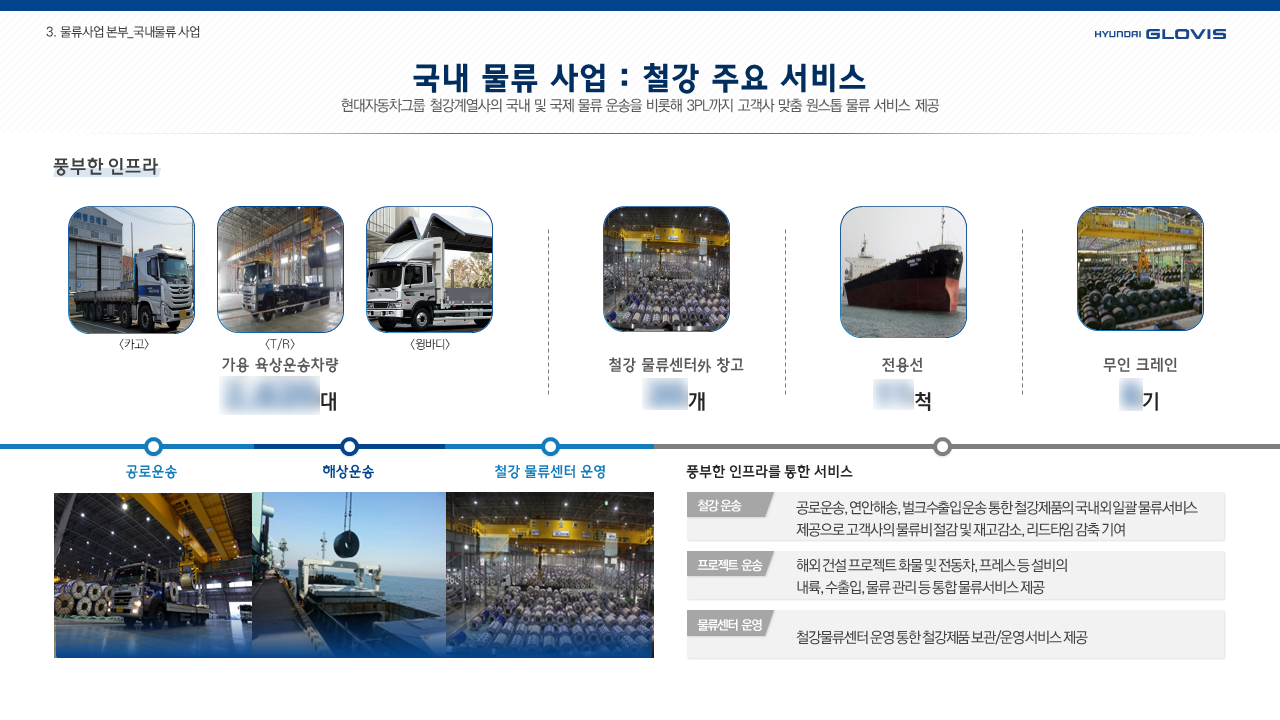 3. 물류사업 본부_국내물류 사업
HYUNDAI GLOVIS
국내 물류 사업 : 철강 주요 서비스
현대자동차그룹 철강계열사의 국내 및 국제 물류 운송을 비롯해 3PL까지 고객사 맞춤 원스톱 물류 서비스 제공
풍부한 인프라
<카고>
<T/R>
<윙바디>
가용 육상운송차량
대
철강 물류센터外 창고
개
전용선
척
무인 크레인
기
공로운송
해상운송
철강 물류센터 운영
풍부한 인프라를 통한 서비스
철강 운송
공로운송, 연안해송, 벌크수출입 운송 통한 철강제품의 국내외 일괄 물류서비스
제공으로 고객사의 물류비 절감 및 재고감소, 리드타임 감축 기여
프로젝트 운송
해외 건설 프로젝트 화물 및 전동차, 프레스 등 설비의
내륙, 수출입, 물류 관리 등 통합 물류서비스 제공
물류센터 운영
철강물류센터 운영 통한 철강제품 보관/운영 서비스 제공